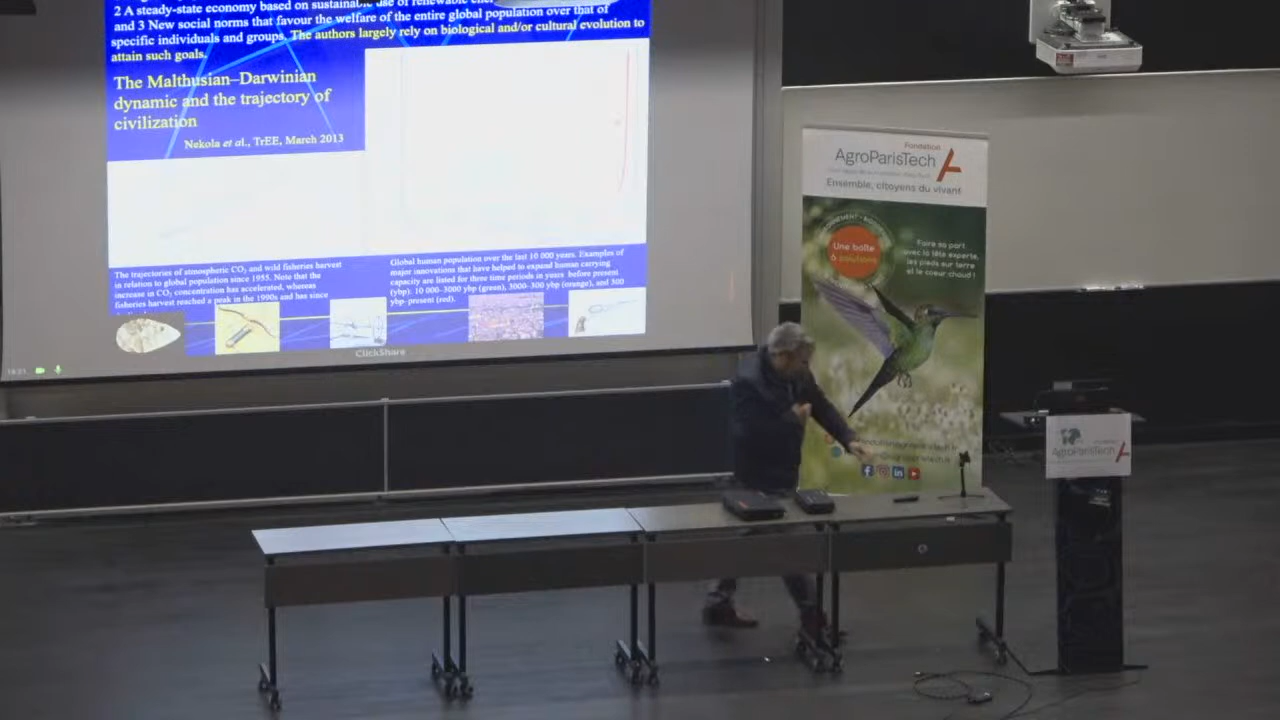 2 A steady-state economy based on sustainable use of renewable
and 3 New social norms that favour the welfare of the entire global population over that of
specific individuals and groups. The authors largely rely on biological and/or cultural evolution to
attain such goals.
The Malthusian–Darwinian
dynamic and the trajectory of
civilization
Nekola et al., TrEE, March 2013
The trajectories of atmospheric CO₂ and wild fisheries harvest
in relation to global population since 1955. Note that the
increase in CO₂ concentration has accelerated, whereas
fisheries harvest reached a peak in the 1990s and has since
Global human population over the last 10 000 years. Examples of
major innovations that have helped to expand human carrying
capacity are listed for three time periods in years before present
(ybp): 10 000-3000 ybp (green), 3000-300 ybp (orange), and 300
ybp- present (red).
ClickShare
Fondation
AgroParisTech
Ensemble, citoyens du vivant
Une boîte
à solutions
Faire sa part
avec la tête experte,
les pieds sur terre
et le coeur chaud !
AgroParisTech